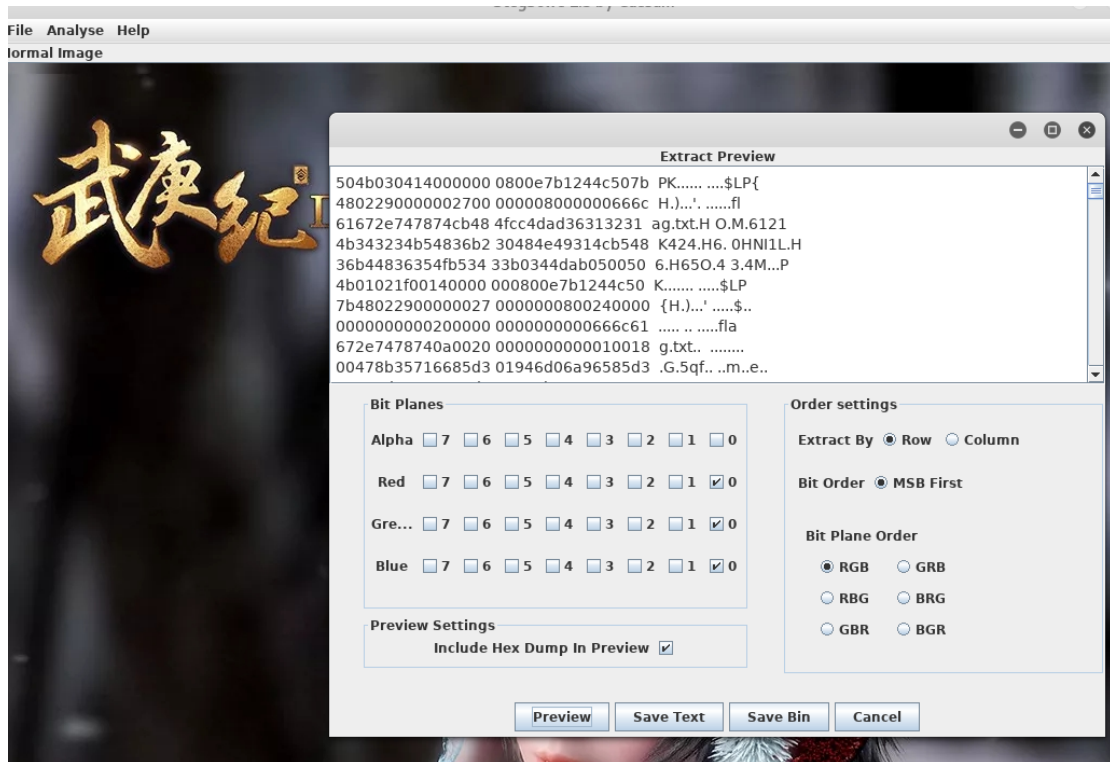 File Analyse Help
Normal Image
武庚纪
Extract Preview
504b030414000000 0800e7b1244c507b PK...... ....$LP{
4802290000002700 000008000000666c H.)...'. ......fl
61672e747874cb48 4fcc4dad36313231 ag.txt.H O.M.6121
4b343234b54836b2 30484e49314cb548 K424.H6. 0HNI1L.H
36b44836354fb534 33b0344dab050050 6.H65O.4 3.4M...P
4b01021f00140000 000800e7b1244c50 K....... .....$LP
7b48022900000027 0000000800240000 {H.)...' .....$..
0000000000200000 0000000000666c61 ..... .. .....fla
672e7478740a0020 0000000000010018 g.txt.. ........
00478b35716685d3 01946d06a96585d3 .G.5qf.. ..m..e..
Bit Planes
Alpha 7 6 5 4 3 2 1 0
Red 7 6 5 4 3 2 1 0
Gre... 7 6 5 4 3 2 1 0
Blue 7 6 5 4 3 2 1 0
Preview Settings
Include Hex Dump In Preview
Order settings
Extract By Row Column
Bit Order MSB First
Bit Plane Order
RGB GRB
RBG BRG
GBR BGR
Preview Save Text Save Bin Cancel